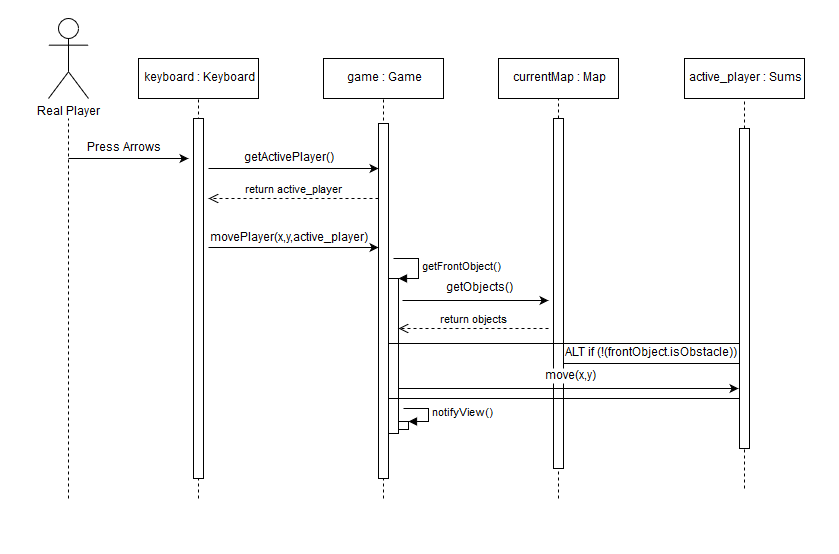 keyboard : Keyboard
game : Game
currentMap : Map
active_player : Sums
Real Player
Press Arrows
getActivePlayer()
return active_player
movePlayer(x,y,active_player)
getFrontObject()
getObjects()
return objects
ALT if (!(frontObject.isObstacle))
move(x,y)
notifyView()